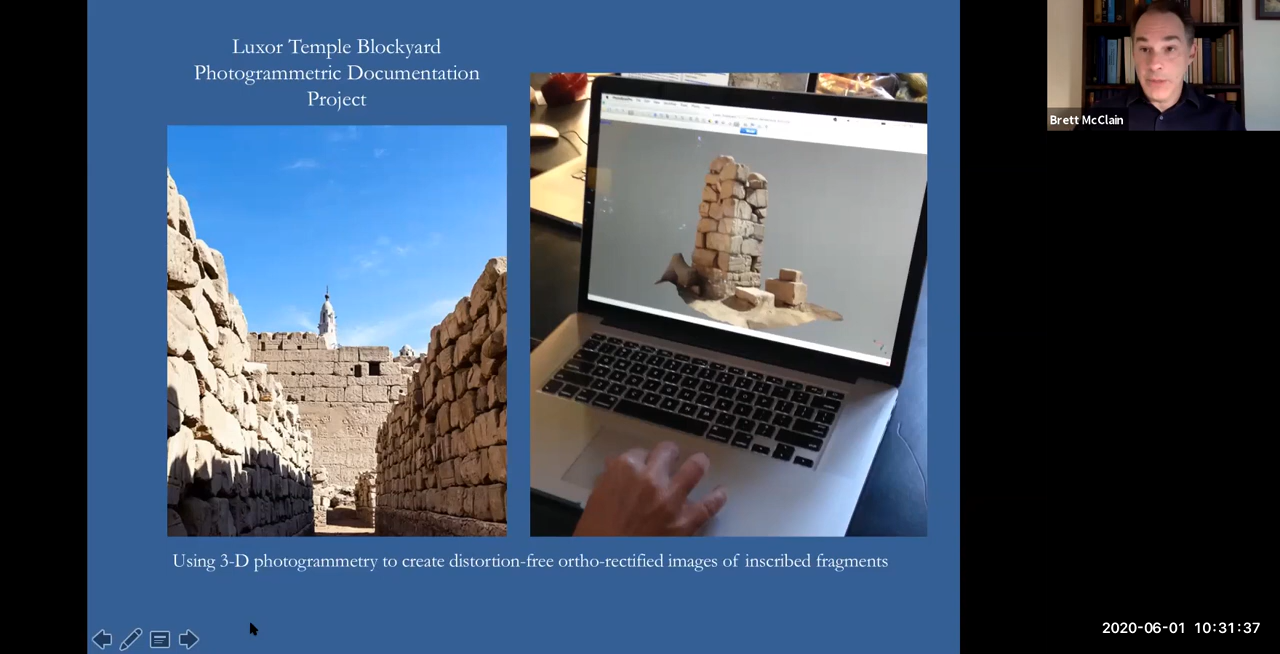 Luxor Temple Blockyard
Photogrammetric Documentation
Project
Brett McClain
Using 3-D photogrammetry to create distortion-free ortho-rectified images of inscribed fragments
2020-06-01 10:31:37